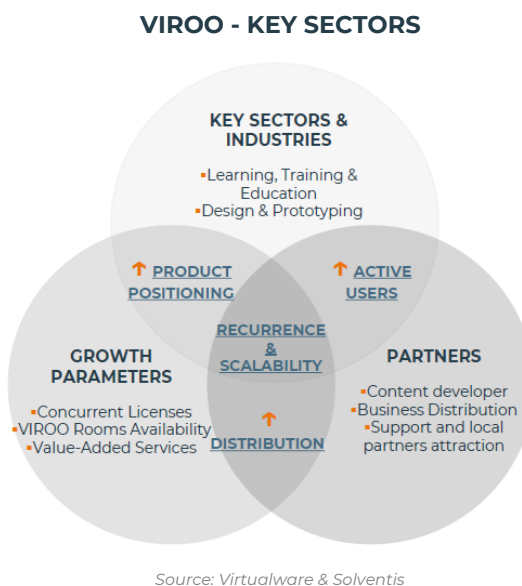 VIROO - KEY SECTORS
KEY SECTORS &
INDUSTRIES
▪Learning, Training &
Education
▪Design & Prototyping
↑ PRODUCT
POSITIONING
↑ ACTIVE
USERS
RECURRENCE
&
SCALABILITY
GROWTH
PARAMETERS
▪Concurrent Licenses
▪VIROO Rooms Availability
▪Value-Added Services
↑
DISTRIBUTION
PARTNERS
▪Content developer
▪Business Distribution
▪Support and local
partners attraction
Source: Virtualware & Solventis